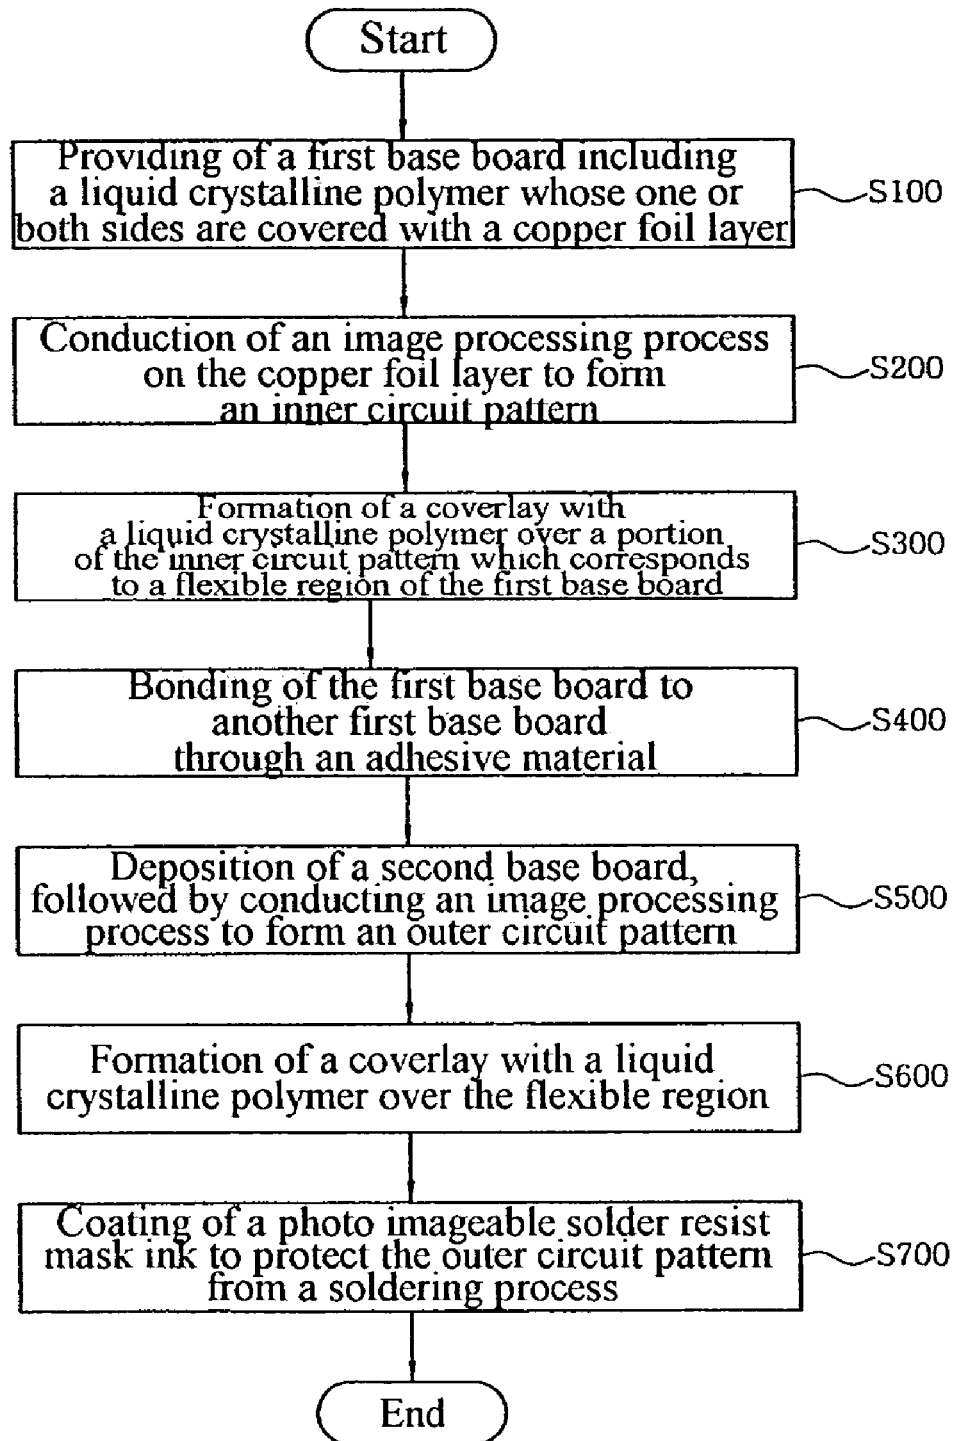 Start
Providing of a first base board including
a liquid crystalline polymer whose one or
both sides are covered with a copper foil layer
S100
Conduction of an image processing process
on the copper foil layer to form
an inner circuit pattern
S200
Formation of a coverlay with
a liquid crystalline polymer over a portion
of the inner circuit pattern which corresponds
to a flexible region of the first base board
S300
Bonding of the first base board to
another first base board
through an adhesive material
S400
Deposition of a second base board,
followed by conducting an image processing
process to form an outer circuit pattern
S500
Formation of a coverlay with a liquid
crystalline polymer over the flexible region
S600
Coating of a photo imageable solder resist
mask ink to protect the outer circuit pattern
from a soldering process
S700
End